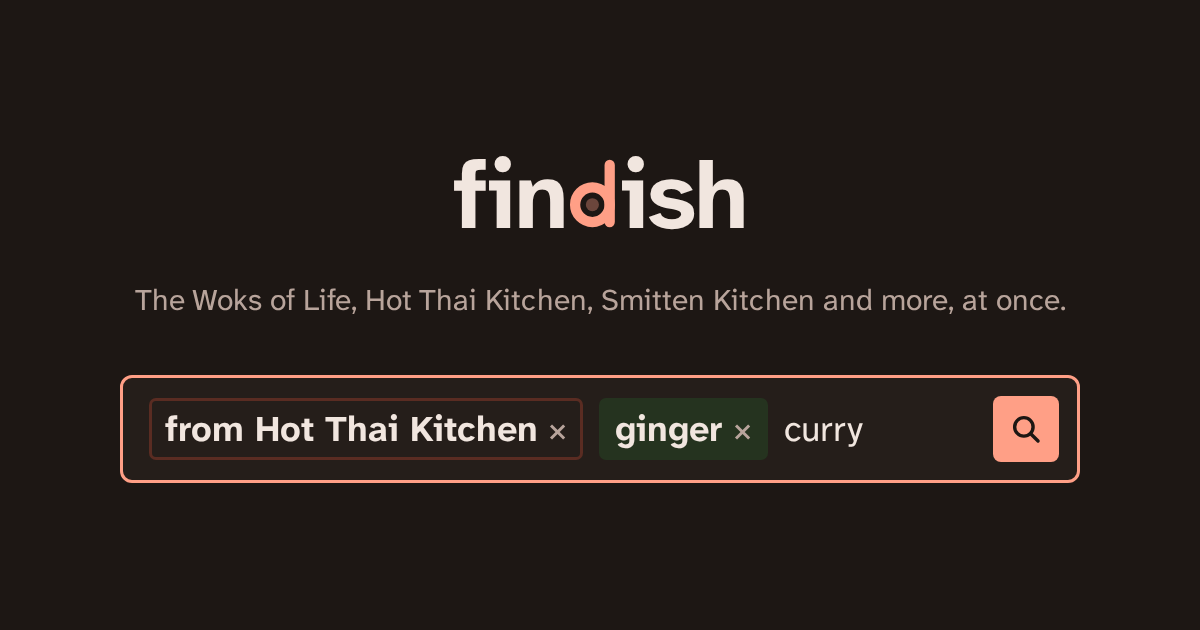 findish
The Woks of Life, Hot Thai Kitchen, Smitten Kitchen and more, at once.
from Hot Thai Kitchen × ginger × curry